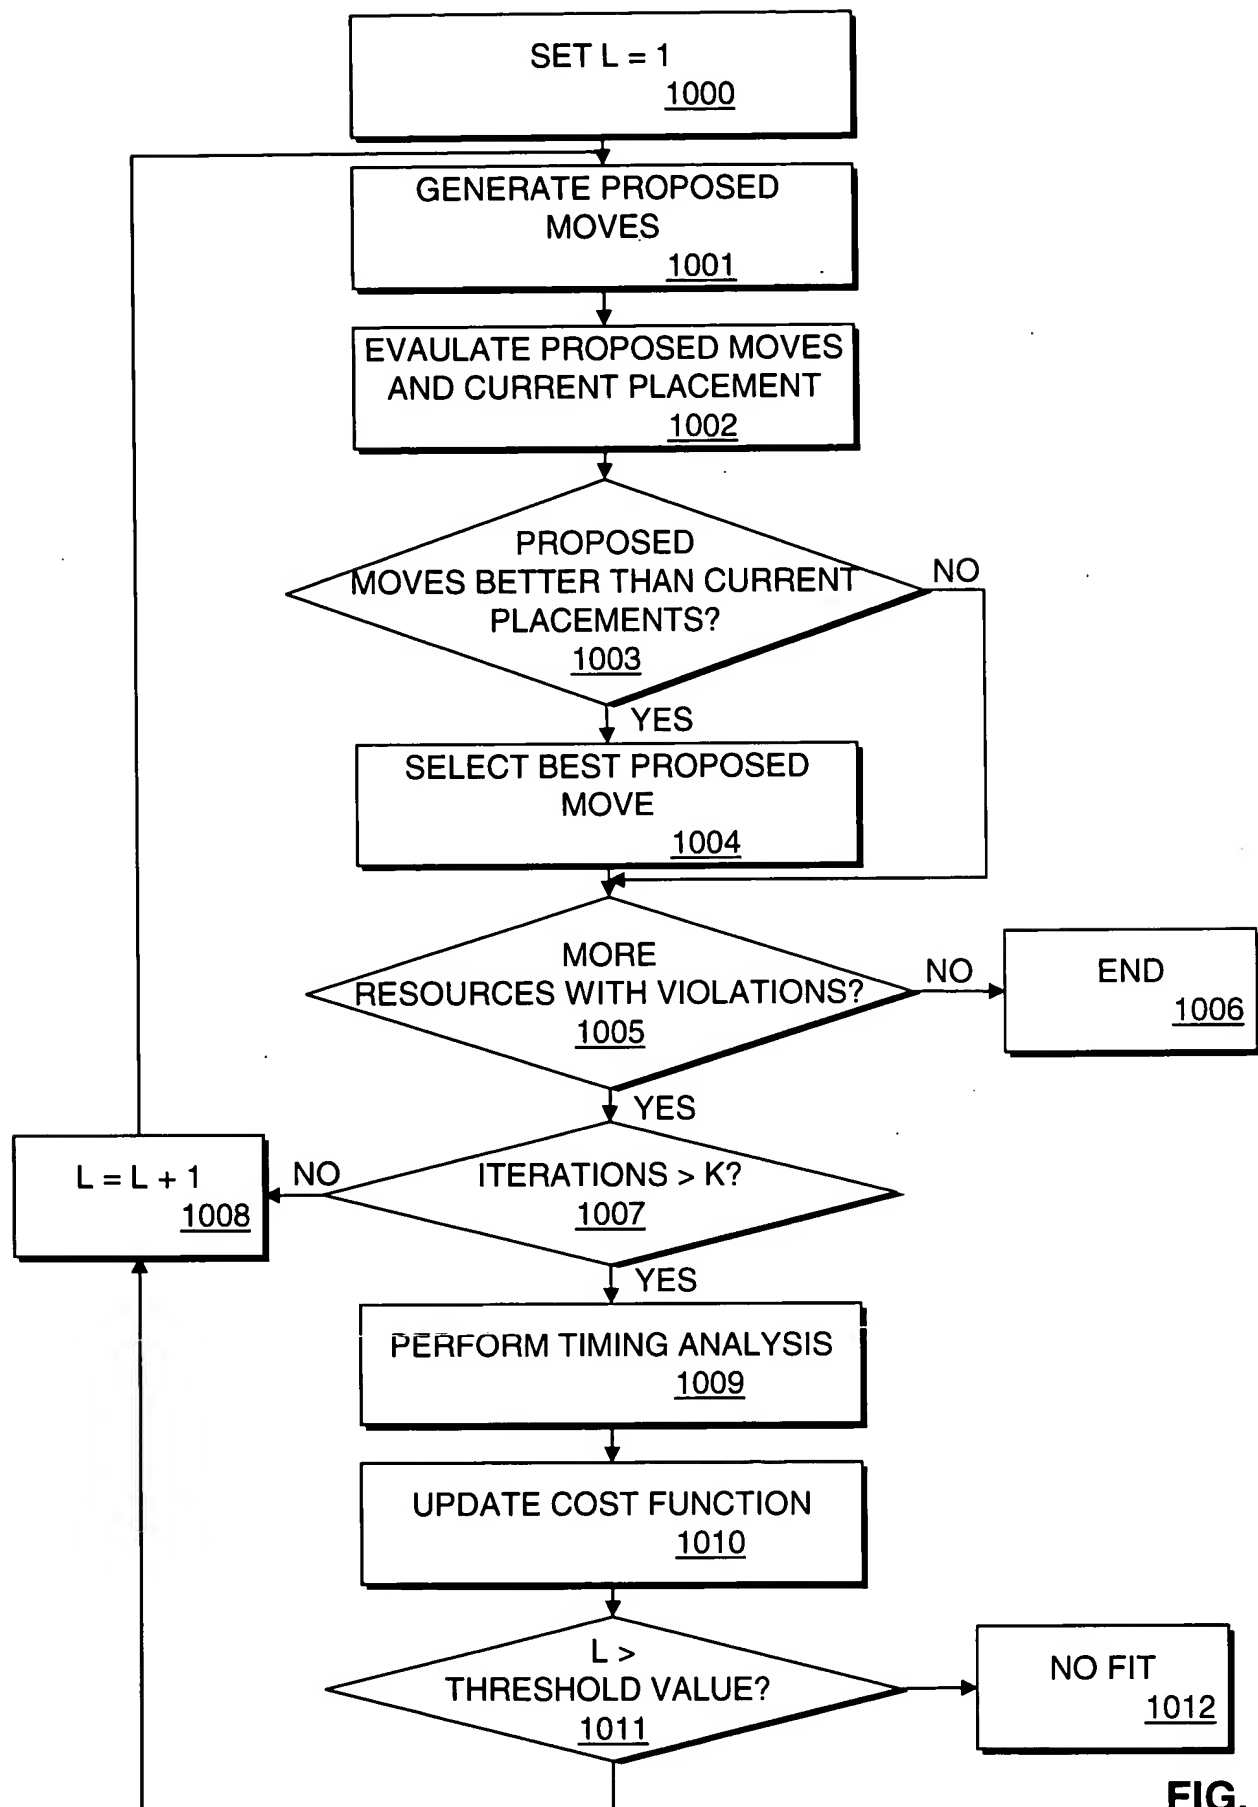 SET L = 1
1000
GENERATE PROPOSED
MOVES
1001
EVAULATE PROPOSED MOVES
AND CURRENT PLACEMENT
1002
PROPOSED
MOVES BETTER THAN CURRENT
PLACEMENTS?
1003
NO
YES
SELECT BEST PROPOSED
MOVE
1004
MORE
RESOURCES WITH VIOLATIONS?
1005
NO
END
1006
YES
ITERATIONS > K?
1007
NO
L = L + 1
1008
YES
PERFORM TIMING ANALYSIS
1009
UPDATE COST FUNCTION
1010
L >
THRESHOLD VALUE?
1011
NO FIT
1012
FIG.